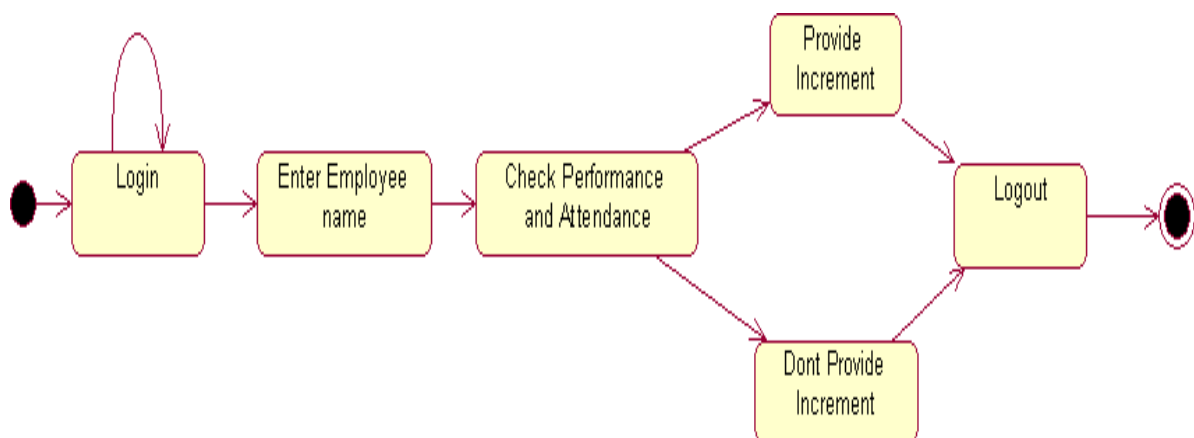 Login
Enter Employee
name
Check Performance
and Attendance
Provide
Increment
Dont Provide
Increment
Logout